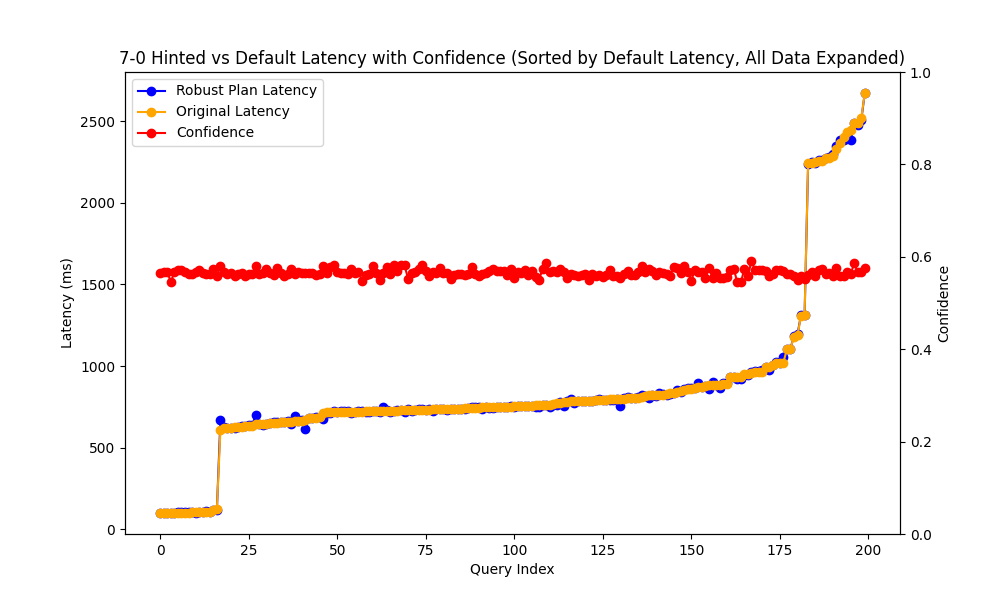 7-0 Hinted vs Default Latency with Confidence (Sorted by Default Latency, All Data Expanded)
Robust Plan Latency
Original Latency
Confidence
Latency (ms)
2500
2000
1500
1000
500
0
1.0
0.8
0.6
0.4
0.2
0.0
Confidence
0 25 50 75 100 125 150 175 200
Query Index